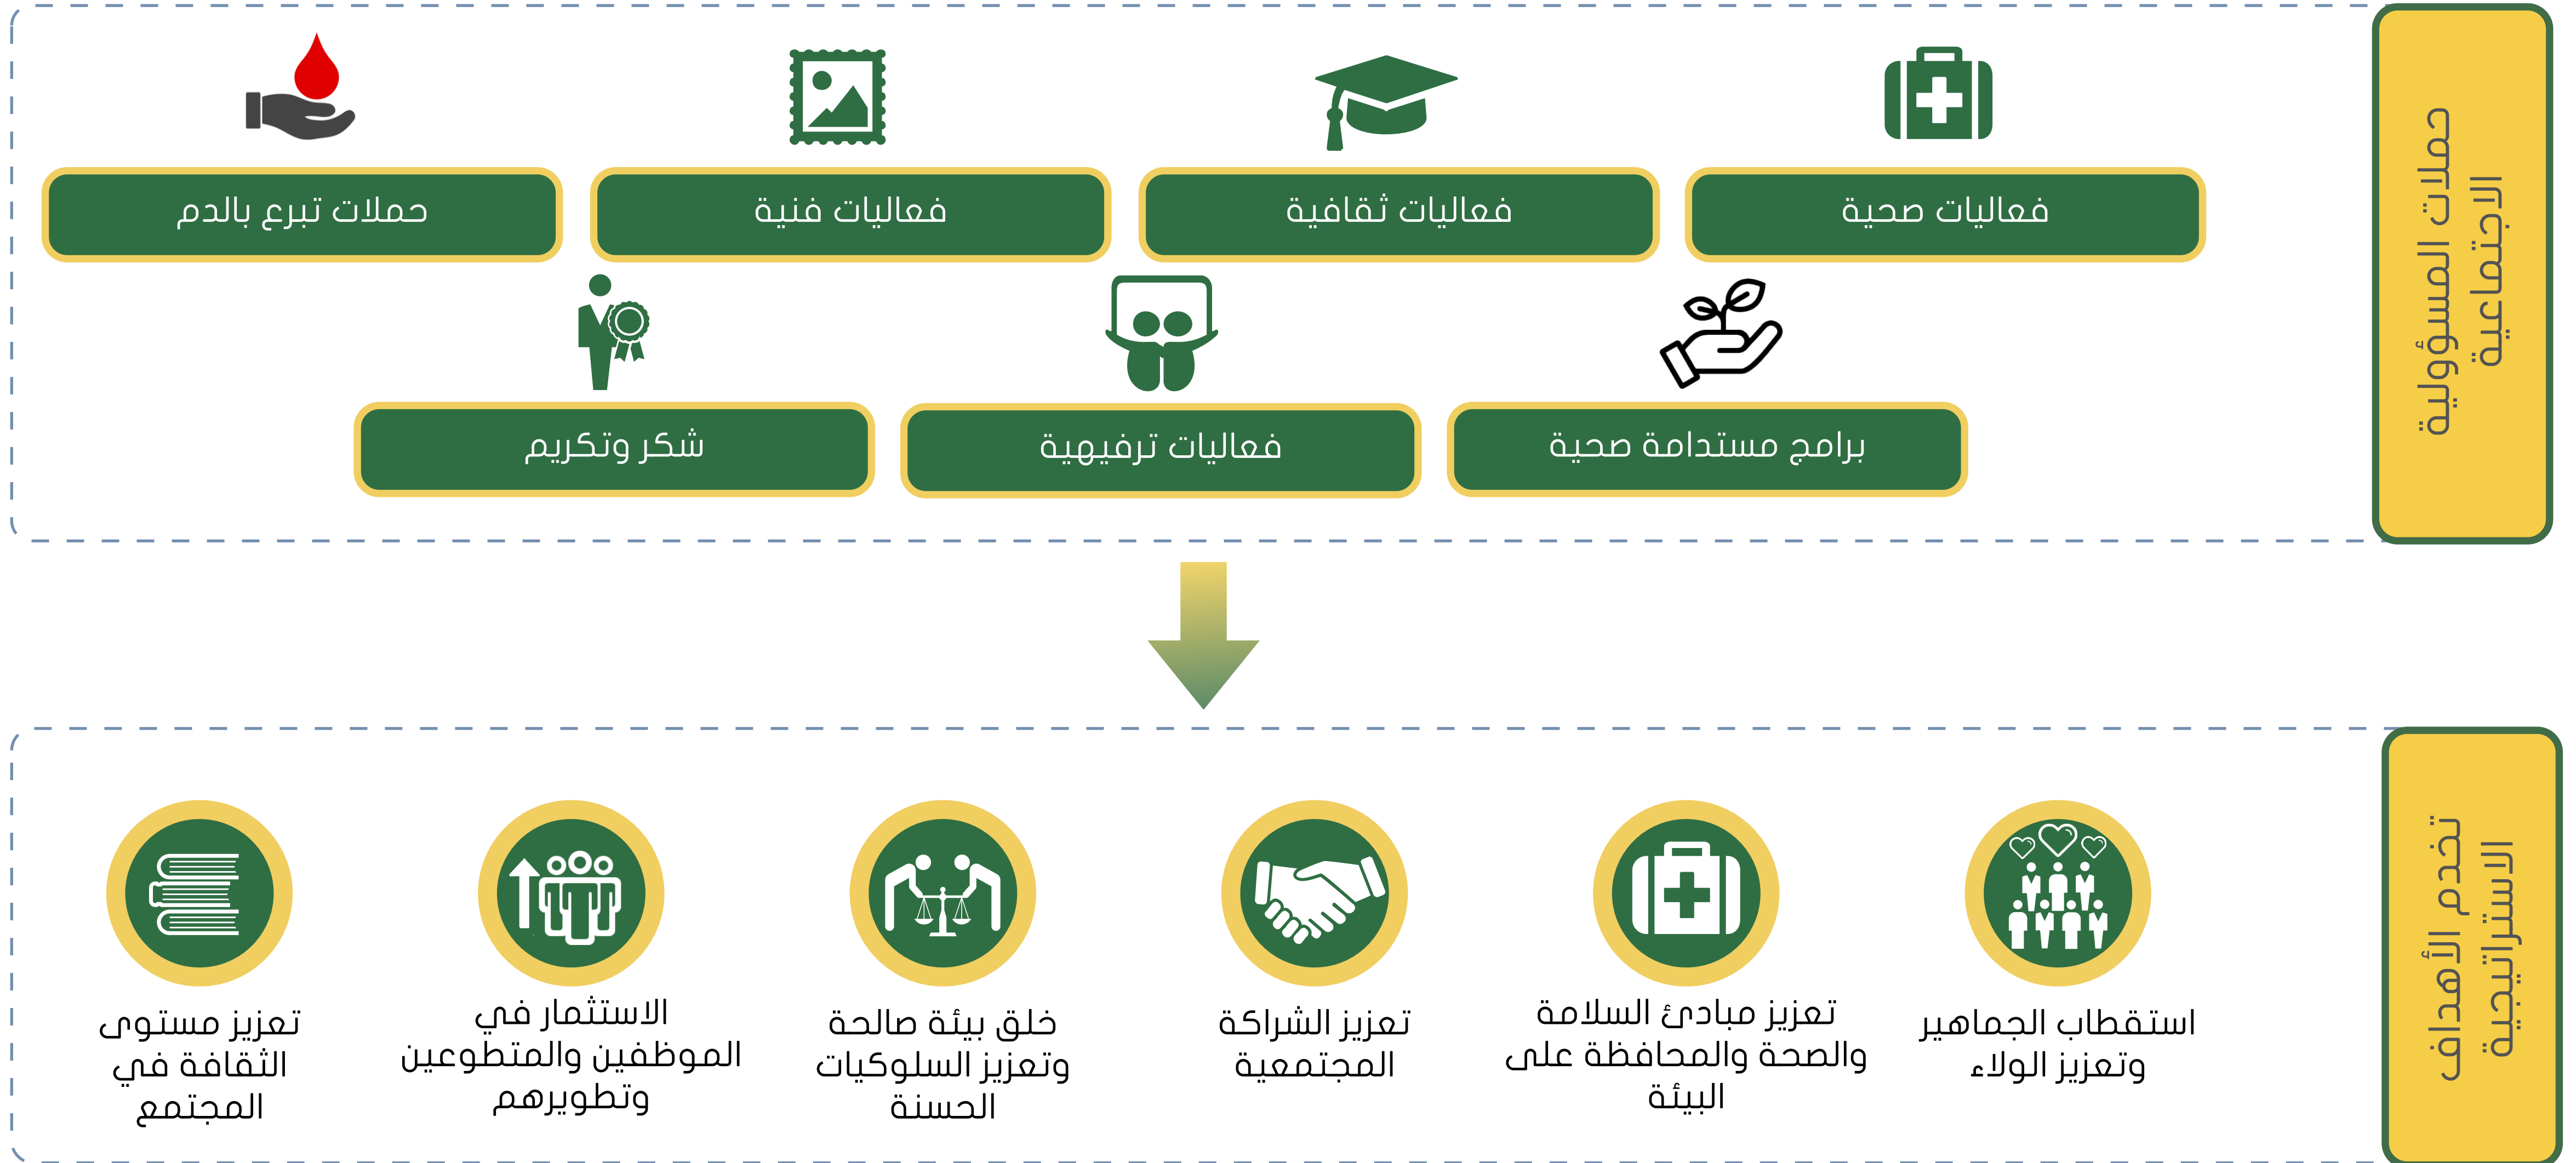 حملات المسؤولية
الاجتماعية
فعاليات صحية
فعاليات ثقافية
فعاليات فنية
حملات تبرع بالدم
برامج مستدامة صحية
فعاليات ترفيهية
شكر وتكريم
تخدم الأهداف
الاستراتيجية
استقطاب الجماهير
وتعزيز الولاء
تعزيز مبادئ السلامة
والصحة والمحافظة على
البيئة
تعزيز الشراكة
المجتمعية
خلق بيئة صالحة
وتعزيز السلوكيات
الحسنة
الاستثمار في
الموظفين والمتطوعين
وتطويرهم
تعزيز مستوى
الثقافة في
المجتمع